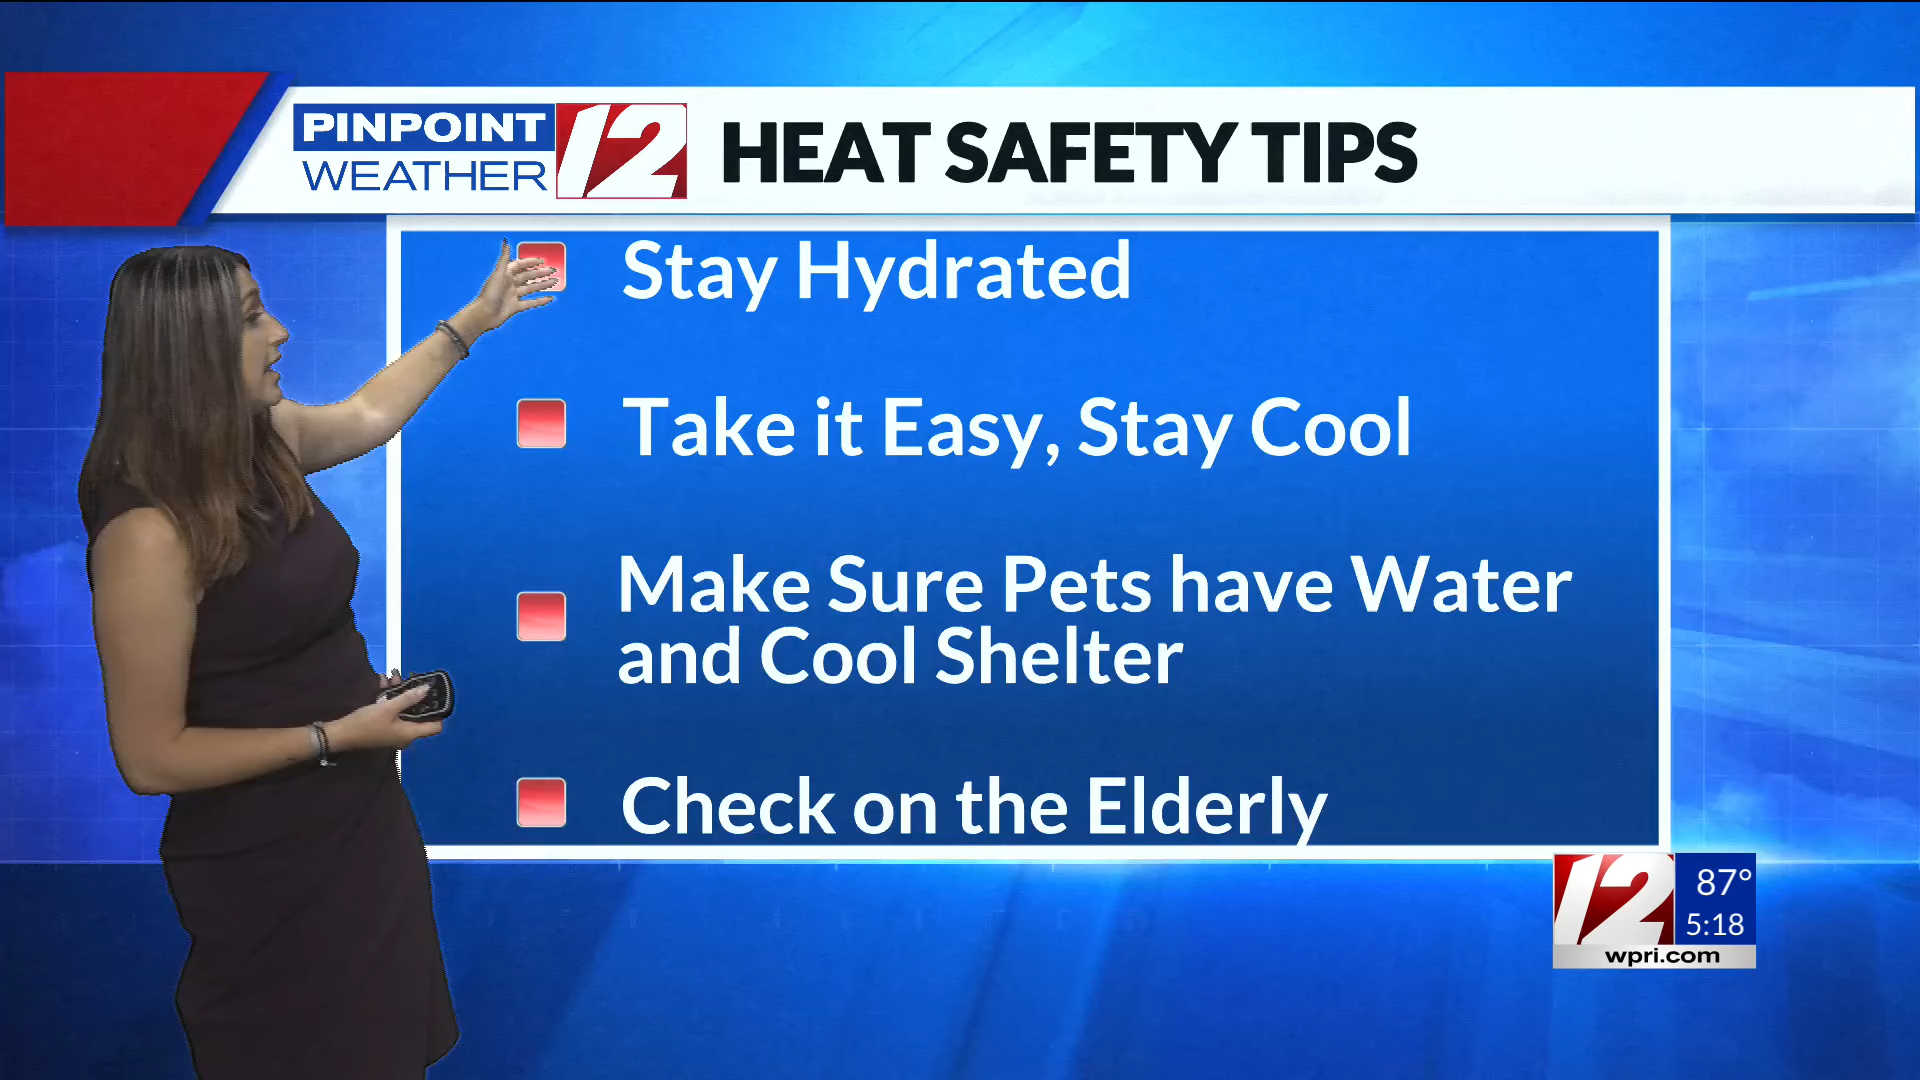 PINPOINT
WEATHER
12
HEAT SAFETY TIPS
Stay Hydrated
Take it Easy, Stay Cool
Make Sure Pets have Water
and Cool Shelter
Check on the Elderly
12
87°
5:18
wpri.com